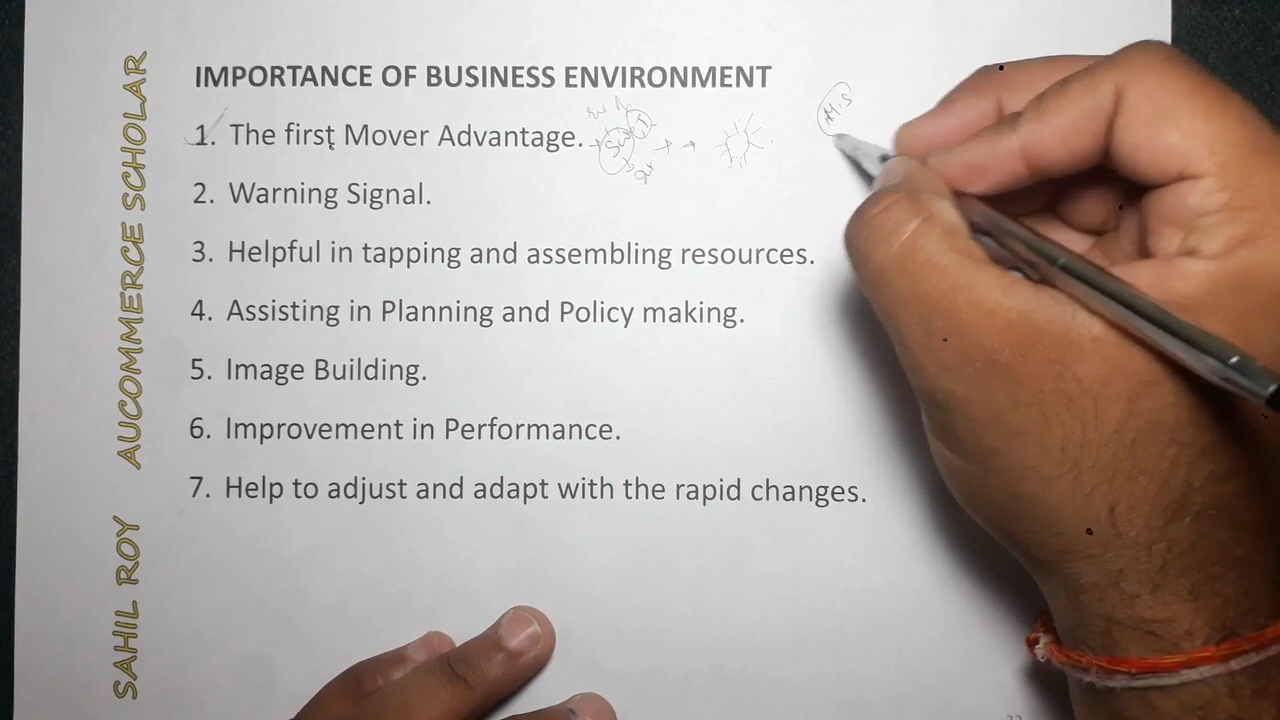 IMPORTANCE OF BUSINESS ENVIRONMENT
1. The first Mover Advantage.
2. Warning Signal.
3. Helpful in tapping and assembling resources.
4. Assisting in Planning and Policy making.
5. Image Building.
6. Improvement in Performance.
7. Help to adjust and adapt with the rapid changes.
M.S
SAHIL ROY AUCOMMERCE SCHOLAR